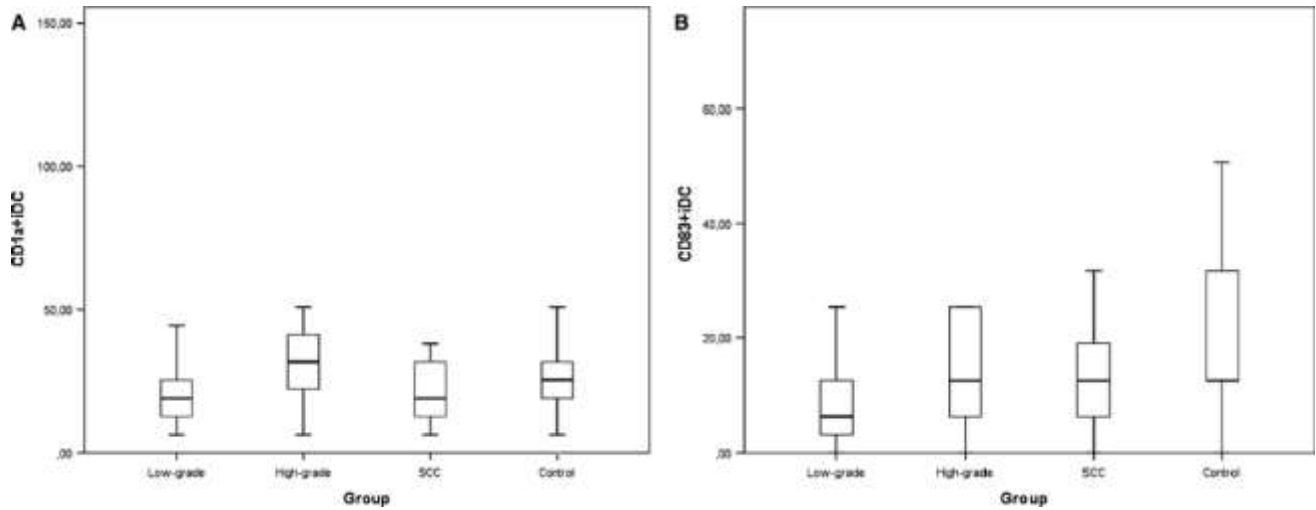 A
CD1a+iDC
150,00
100,00
50,00
,00
Low-grade High-grade SCC Control
Group
B
CD83+iDC
60,00
40,00
20,00
,00
Low-grade High-grade SCC Control
Group